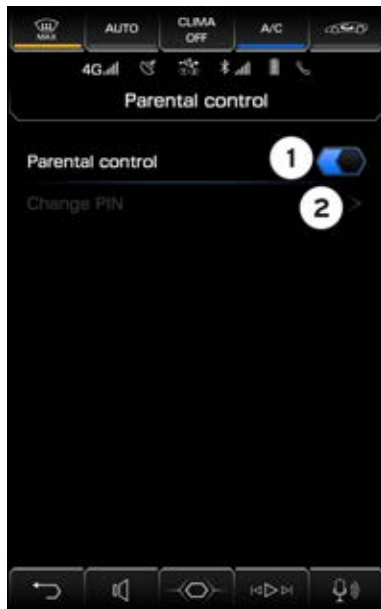 MAX
AUTO
CLIMA
OFF
A/C
4G
Parental control
Parental control
1
Change PIN
2